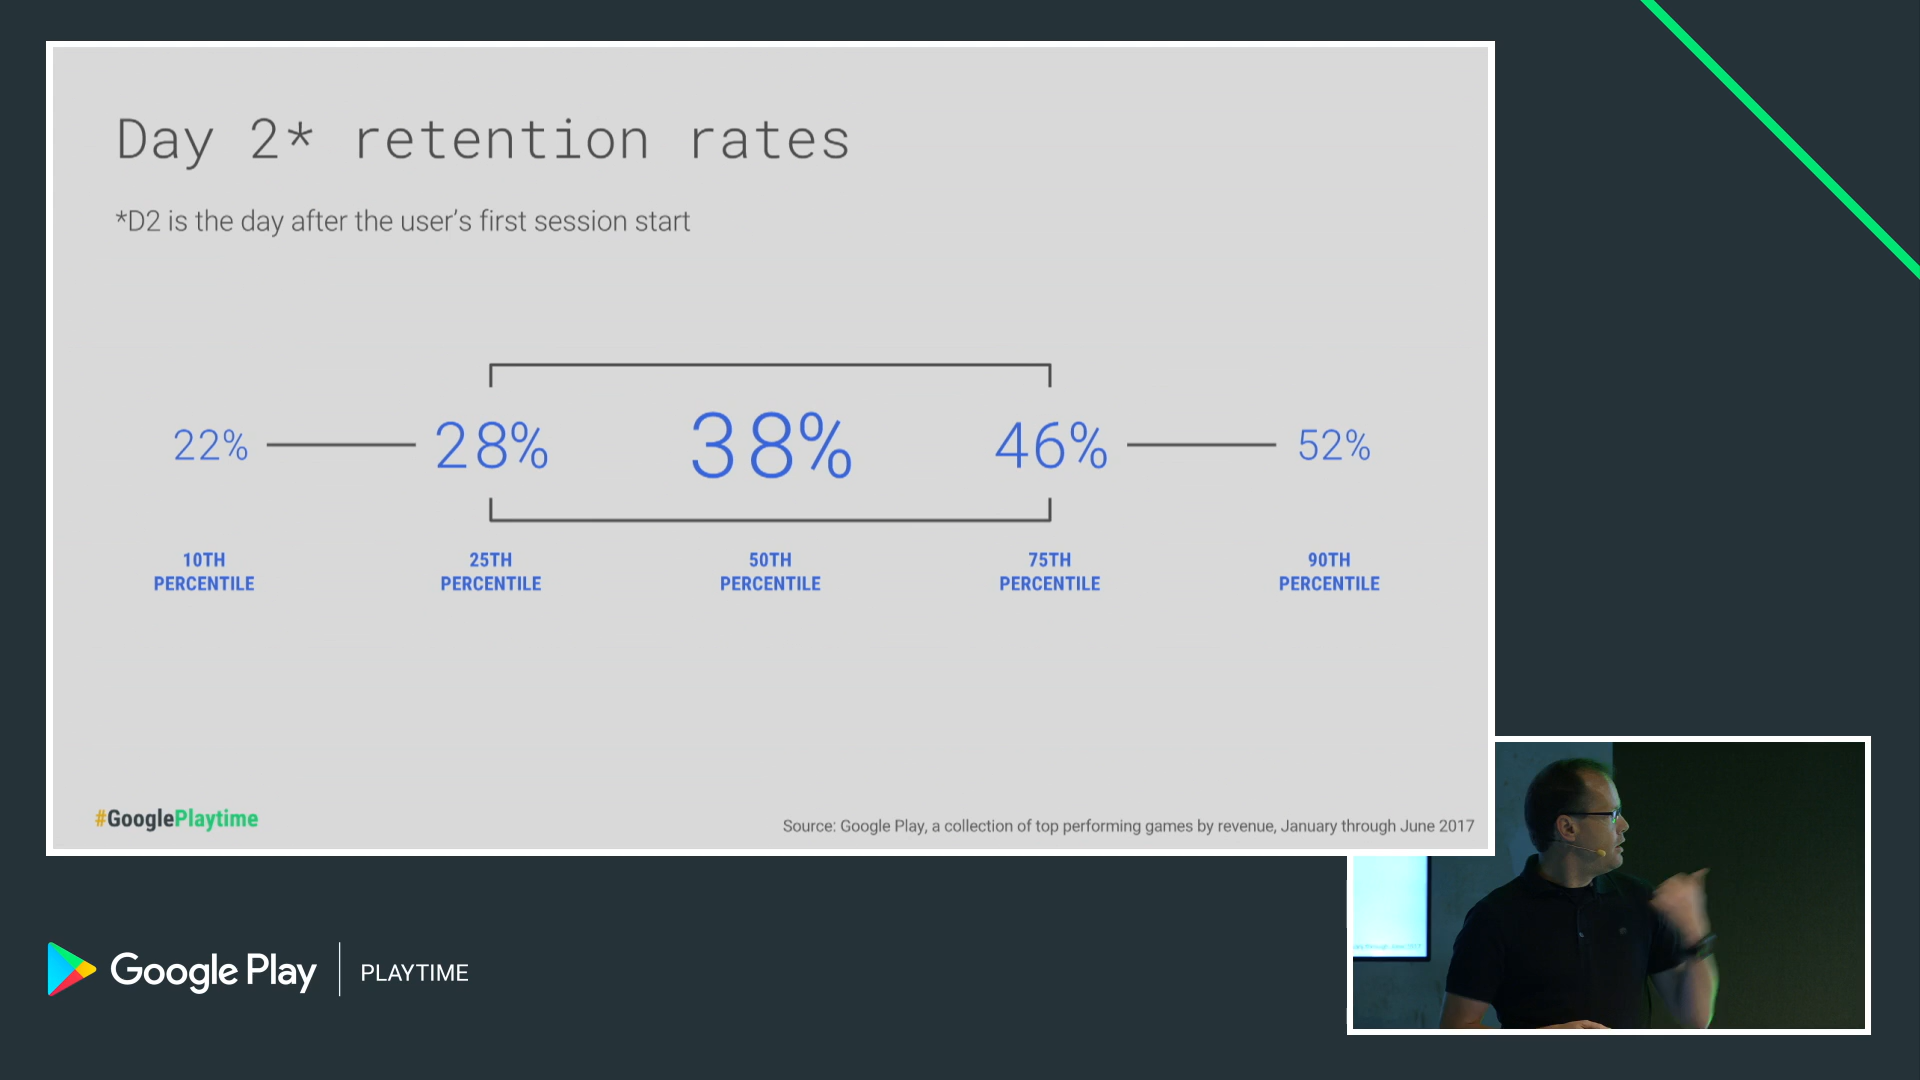 Day 2* retention rates
*D2 is the day after the user's first session start
22% 28% 38% 46% 52%
10TH PERCENTILE
25TH PERCENTILE
50TH PERCENTILE
75TH PERCENTILE
90TH PERCENTILE
#GooglePlaytime
Source: Google Play, a collection of top performing games by revenue, January through June 2017
Google Play PLAYTIME